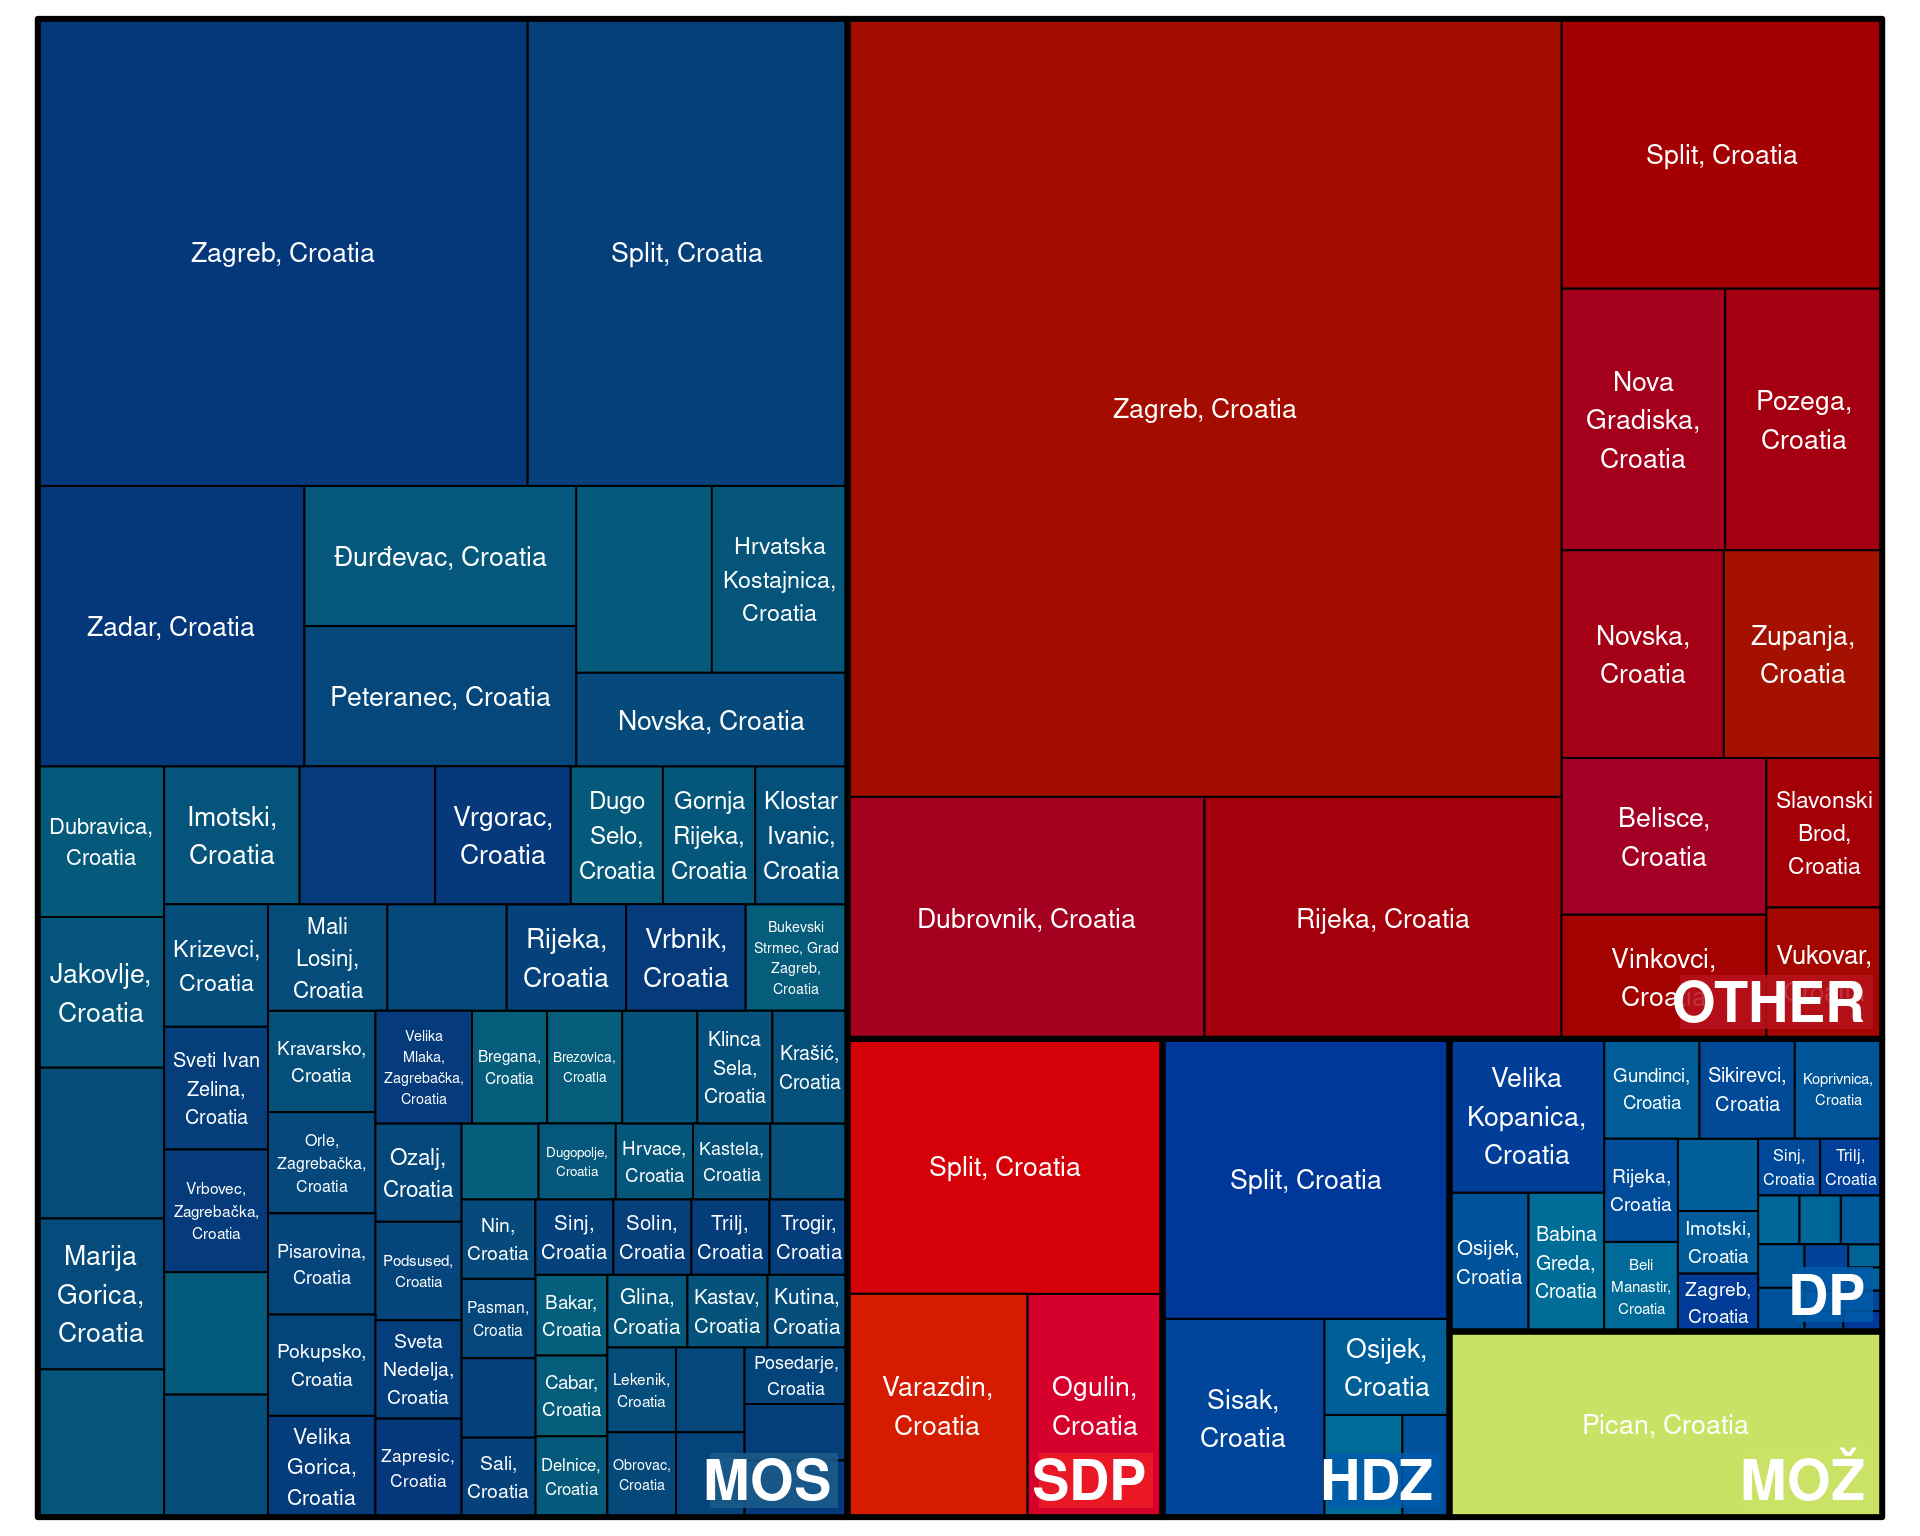 Zagreb, Croatia
Split, Croatia
Zadar, Croatia
Đurđevac, Croatia
Peteranec, Croatia
Hrvatska
Kostajnica,
Croatia
Novska, Croatia
Dubravica,
Croatia
Imotski,
Croatia
Vrgorac,
Croatia
Dugo
Selo,
Croatia
Gornja
Rijeka,
Croatia
Klostar
Ivanic,
Croatia
Jakovlje,
Croatia
Krizevci,
Croatia
Mali
Losinj,
Croatia
Rijeka,
Croatia
Vrbnik,
Croatia
Bukevski
Strmec, Grad
Zagreb,
Croatia
Sveti Ivan
Zelina,
Croatia
Kravarsko,
Croatia
Velika
Mlaka,
Zagrebačka,
Croatia
Bregana,
Croatia
Brezovica,
Croatia
Klinca
Sela,
Croatia
Krašić,
Croatia
Orle,
Zagrebačka,
Croatia
Ozalj,
Croatia
Dugopolje,
Croatia
Hrvace,
Croatia
Kastela,
Croatia
Vrbovec,
Zagrebačka,
Croatia
Marija
Gorica,
Croatia
Pisarovina,
Croatia
Podsused,
Croatia
Nin,
Croatia
Sinj,
Croatia
Solin,
Croatia
Trilj,
Croatia
Trogir,
Croatia
Pasman,
Croatia
Bakar,
Croatia
Glina,
Croatia
Kastav,
Croatia
Kutina,
Croatia
Pokupsko,
Croatia
Sveta
Nedelja,
Croatia
Cabar,
Croatia
Lekenik,
Croatia
Posedarje,
Croatia
Velika
Gorica,
Croatia
Zapresic,
Croatia
Sali,
Croatia
Delnice,
Croatia
Obrovac,
Croatia
MOS
Zagreb, Croatia
Split, Croatia
Nova
Gradiska,
Croatia
Pozega,
Croatia
Novska,
Croatia
Zupanja,
Croatia
Dubrovnik, Croatia
Rijeka, Croatia
Belisce,
Croatia
Slavonski
Brod,
Croatia
Vinkovci,
Croatia
Vukovar,
Croatia
OTHER
Split, Croatia
Varazdin,
Croatia
Ogulin,
Croatia
SDP
Split, Croatia
Sisak,
Croatia
Osijek,
Croatia
HDZ
Velika
Kopanica,
Croatia
Gundinci,
Croatia
Sikirevci,
Croatia
Koprivnica,
Croatia
Osijek,
Croatia
Babina
Greda,
Croatia
Rijeka,
Croatia
Beli
Manastir,
Croatia
Imotski,
Croatia
Zagreb,
Croatia
Sinj,
Croatia
Trilj,
Croatia
DP
Pican, Croatia
MOŽ